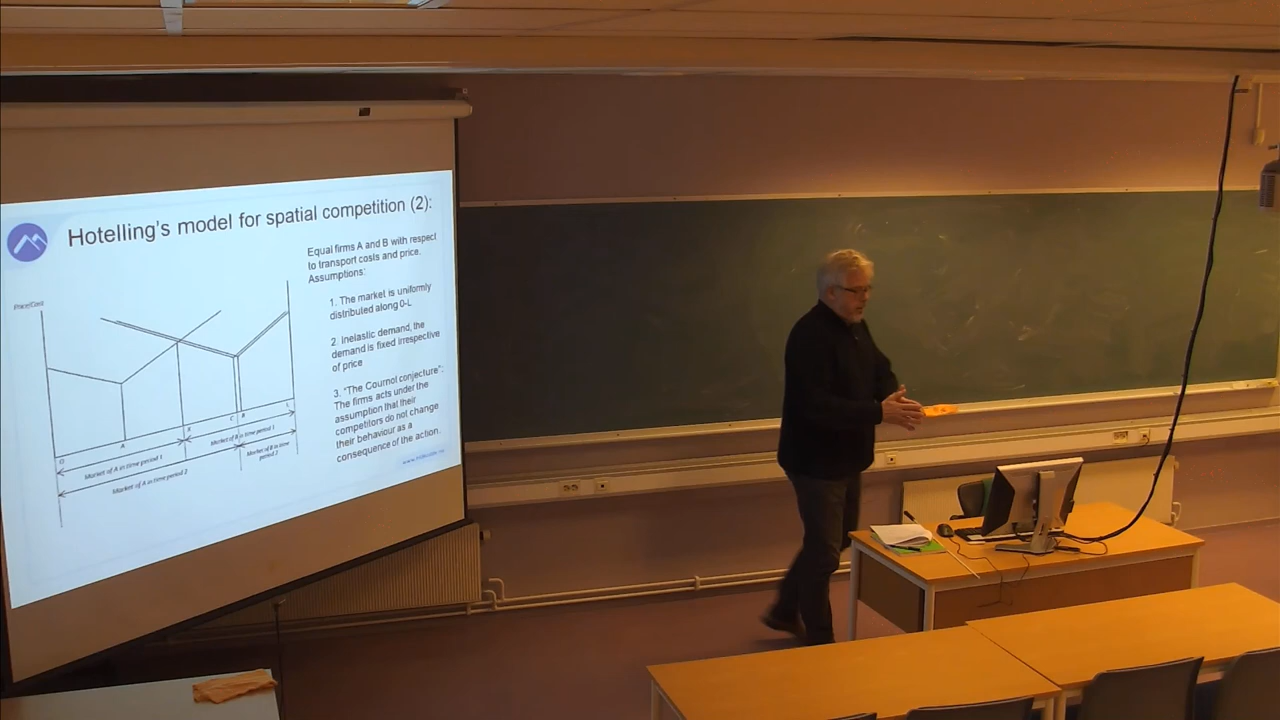 Hotelling's model for spatial competition (2):
Equal firms A and B with respect
to transport costs and price.
Assumptions:
1. The market is uniformly
distributed along 0-L
2. Inelastic demand, the
demand is fixed irrespective
of price
3. "The Cournot conjecture":
The firms acts under the
assumption that their
competitors do not change
their behaviour as a
consequence of the action.
Price/Cost
O
A
X
C
B
L
Market of A in time period 1
Market of B in time period 1
Market of A in time period 2
Market of B in time
period 2